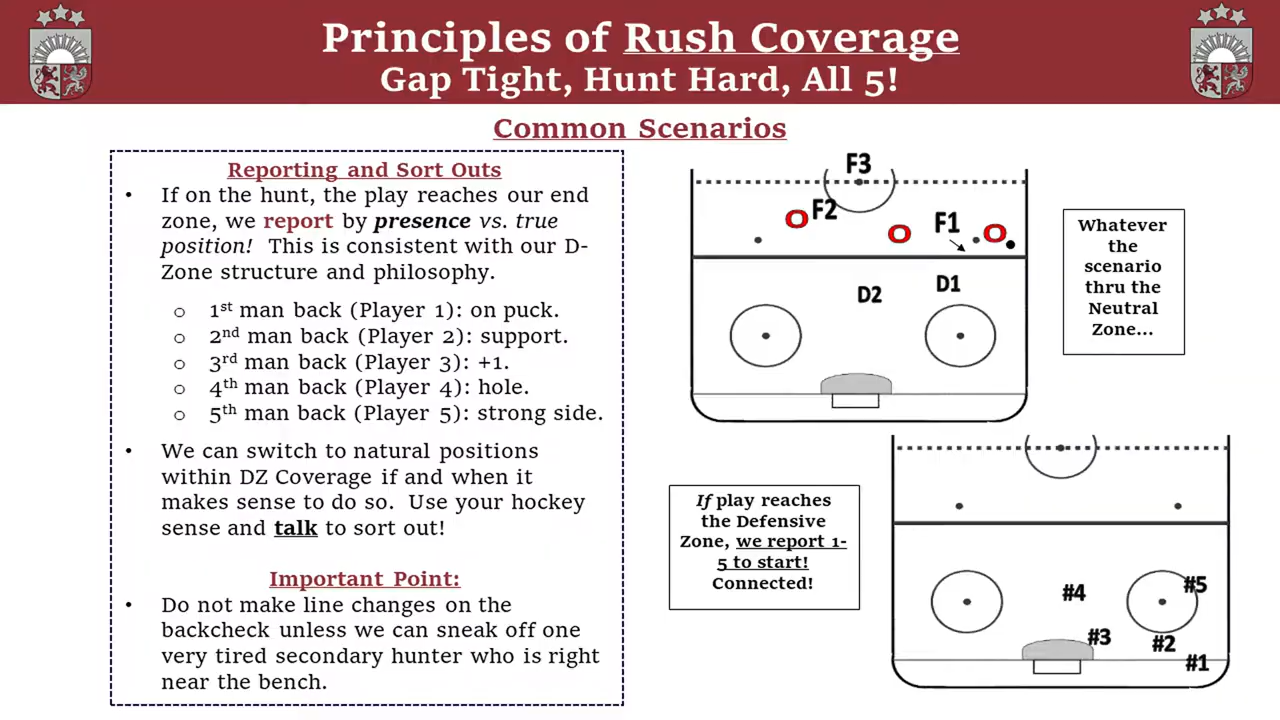 Principles of Rush Coverage
Gap Tight, Hunt Hard, All 5!
Common Scenarios
Reporting and Sort Outs
• If on the hunt, the play reaches our end
zone, we report by presence vs. true
position! This is consistent with our D-
Zone structure and philosophy.
o 1st man back (Player 1): on puck.
o 2nd man back (Player 2): support.
o 3rd man back (Player 3): +1.
o 4th man back (Player 4): hole.
o 5th man back (Player 5): strong side.
• We can switch to natural positions
within DZ Coverage if and when it
makes sense to do so. Use your hockey
sense and talk to sort out!
Important Point:
• Do not make line changes on the
backcheck unless we can sneak off one
very tired secondary hunter who is right
near the bench.
F3
F2
F1
O
O
O
D1
D2
Whatever
the
scenario
thru the
Neutral
Zone...
If play reaches
the Defensive
Zone, we report 1-
5 to start!
Connected!
#5
#4
#3
#2
#1